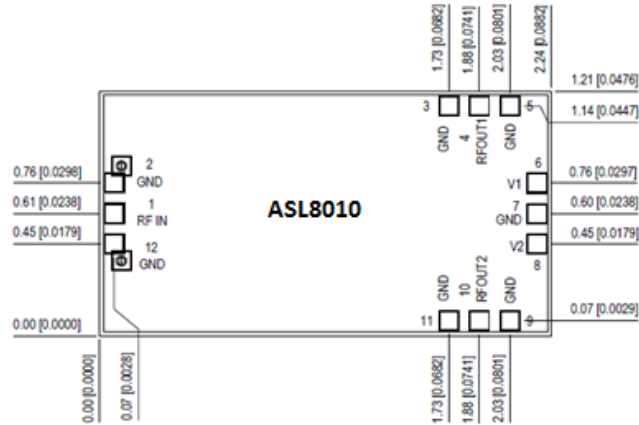 1.73 [0.0682]
1.88 [0.0741]
2.03 [0.0801]
2.24 [0.0882]
1.21 [0.0476]
1.14 [0.0447]
3
GND
4
RFOUT1
GND
5
2
GND
0.76 [0.0298]
1
RF IN
0.61 [0.0238]
0.45 [0.0179]
12
GND
ASL8010
6
V1
0.76 [0.0297]
7
GND
0.60 [0.0238]
V2
0.45 [0.0179]
8
GND
10
RFOUT2
GND
11
9
0.07 [0.0029]
0.00 [0.0000]
0.00 [0.0000]
0.07 [0.0028]
1.73 [0.0682]
1.88 [0.0741]
2.03 [0.0801]